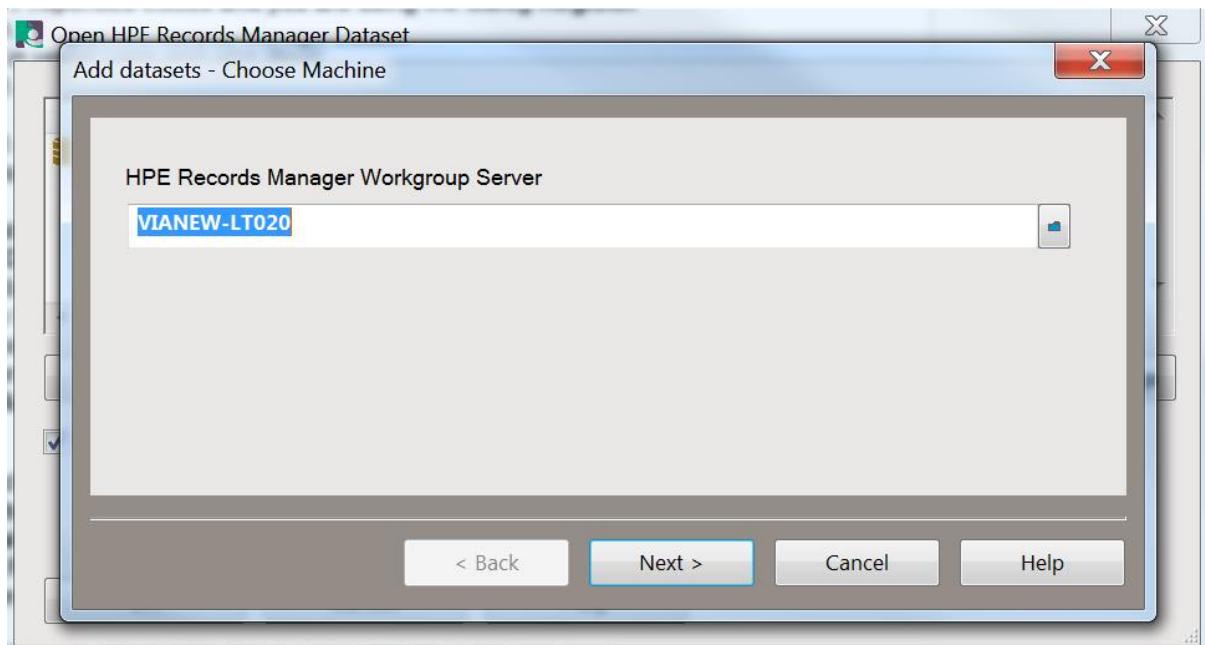 Open HPE Records Manager Dataset
Add datasets - Choose Machine
HPE Records Manager Workgroup Server
VIANEW-LT020
< Back
Next >
Cancel
Help